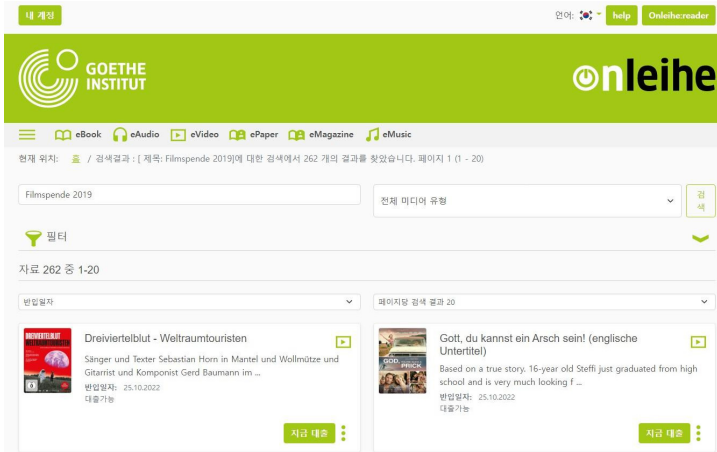 내 계정
언어:
help
Onleihe:reader
GOETHE
INSTITUT
onleihe
eBook eAudio eVideo ePaper eMagazine eMusic
현재 위치: 홈 / 검색결과 : [ 제목: Filmspende 2019]에 대한 검색에서 262 개의 결과를 찾았습니다. 페이지 1 (1 - 20)
Filmspende 2019
전체 미디어 유형
검
색
필터
자료 262 중 1-20
반입일자
페이지당 검색 결과 20
Dreiviertelblut - Weltraumtouristen
Sänger und Texter Sebastian Horn in Mantel und Wollmütze und
Gitarrist und Komponist Gerd Baumann im ...
반입일자: 25.10.2022
대출가능
지금 대출
GOD,
PRICK
Gott, du kannst ein Arsch sein! (englische
Untertitel)
Based on a true story. 16-year old Steffi just graduated from high
school and is very much looking f ...
반입일자: 25.10.2022
대출가능
지금 대출